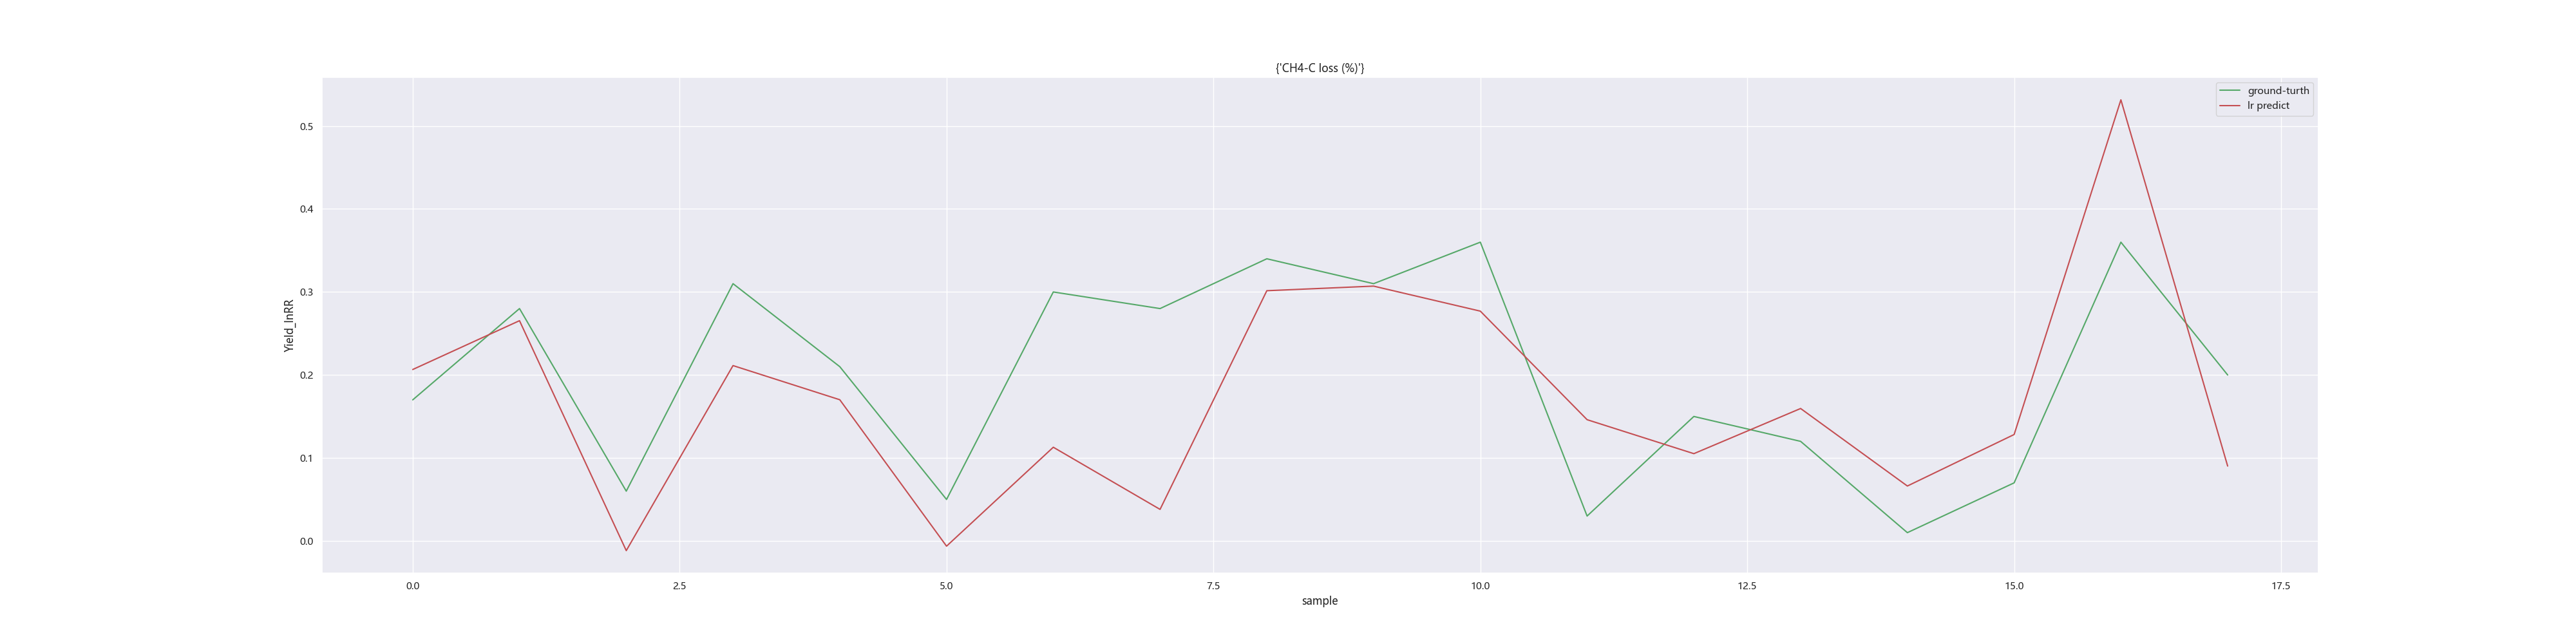 {'CH4-C loss (%)'}
ground-turth
lr predict
0.5
0.4
0.3
0.2
0.1
0.0
Yield_lnRR
0.0 2.5 5.0 7.5 10.0 12.5 15.0 17.5
sample